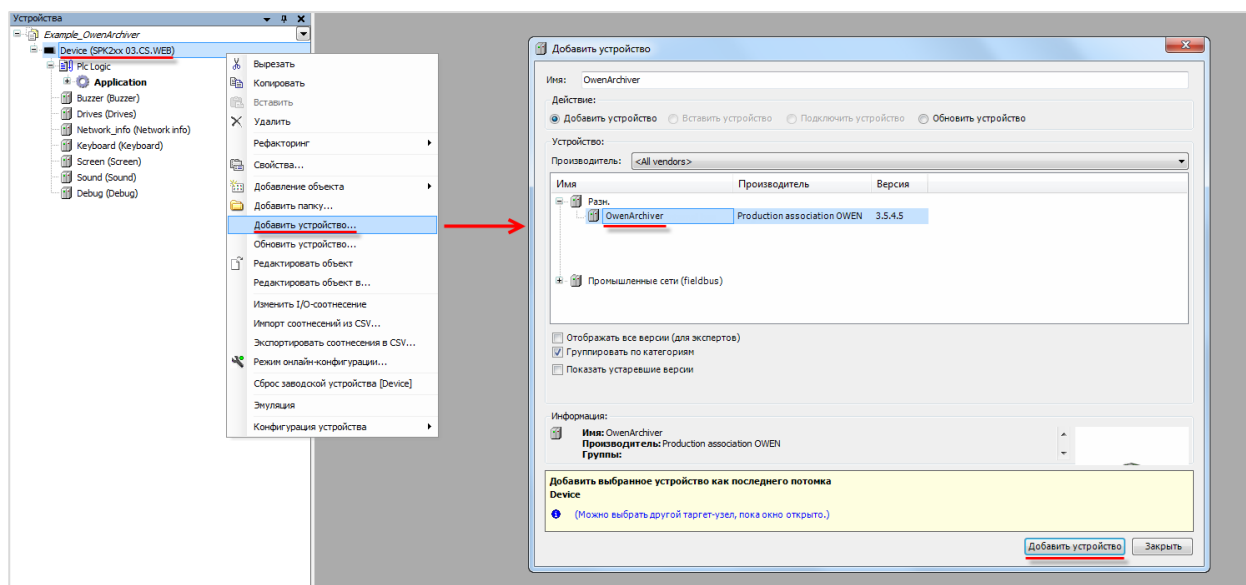 Устройства
Example_OwenArchiver
Device (SPK2xx 03.CS.WEB)
Plc Logic
Application
Buzzer (Buzzer)
Drives (Drives)
Network_info (Network info)
Keyboard (Keyboard)
Screen (Screen)
Sound (Sound)
Debug (Debug)
Вырезать
Копировать
Вставить
Удалить
Рефакторинг
Свойства...
Добавление объекта
Добавить папку...
Добавить устройство...
Обновить устройство...
Редактировать объект
Редактировать объект в...
Изменить I/O-соотнесение
Импорт соотнесений из CSV...
Экспортировать соотнесения в CSV...
Режим онлайн-конфигурации...
Сброс заводской устройства [Device]
Эмуляция
Конфигурация устройства
Добавить устройство
Имя: OwenArchiver
Действие:
Добавить устройство Вставить устройство Подключить устройство Обновить устройство
Устройство:
Производитель: <All vendors>
Имя Производитель Версия
Разн.
OwenArchiver Production association OWEN 3.5.4.5
Промышленные сети (fieldbus)
Отображать все версии (для экспертов)
Группировать по категориям
Показать устаревшие версии
Информация:
Имя: OwenArchiver
Производитель: Production association OWEN
Группы:
Добавить выбранное устройство как последнего потомка
Device
(Можно выбрать другой таргет-узел, пока окно открыто.)
Добавить устройство Закрыть